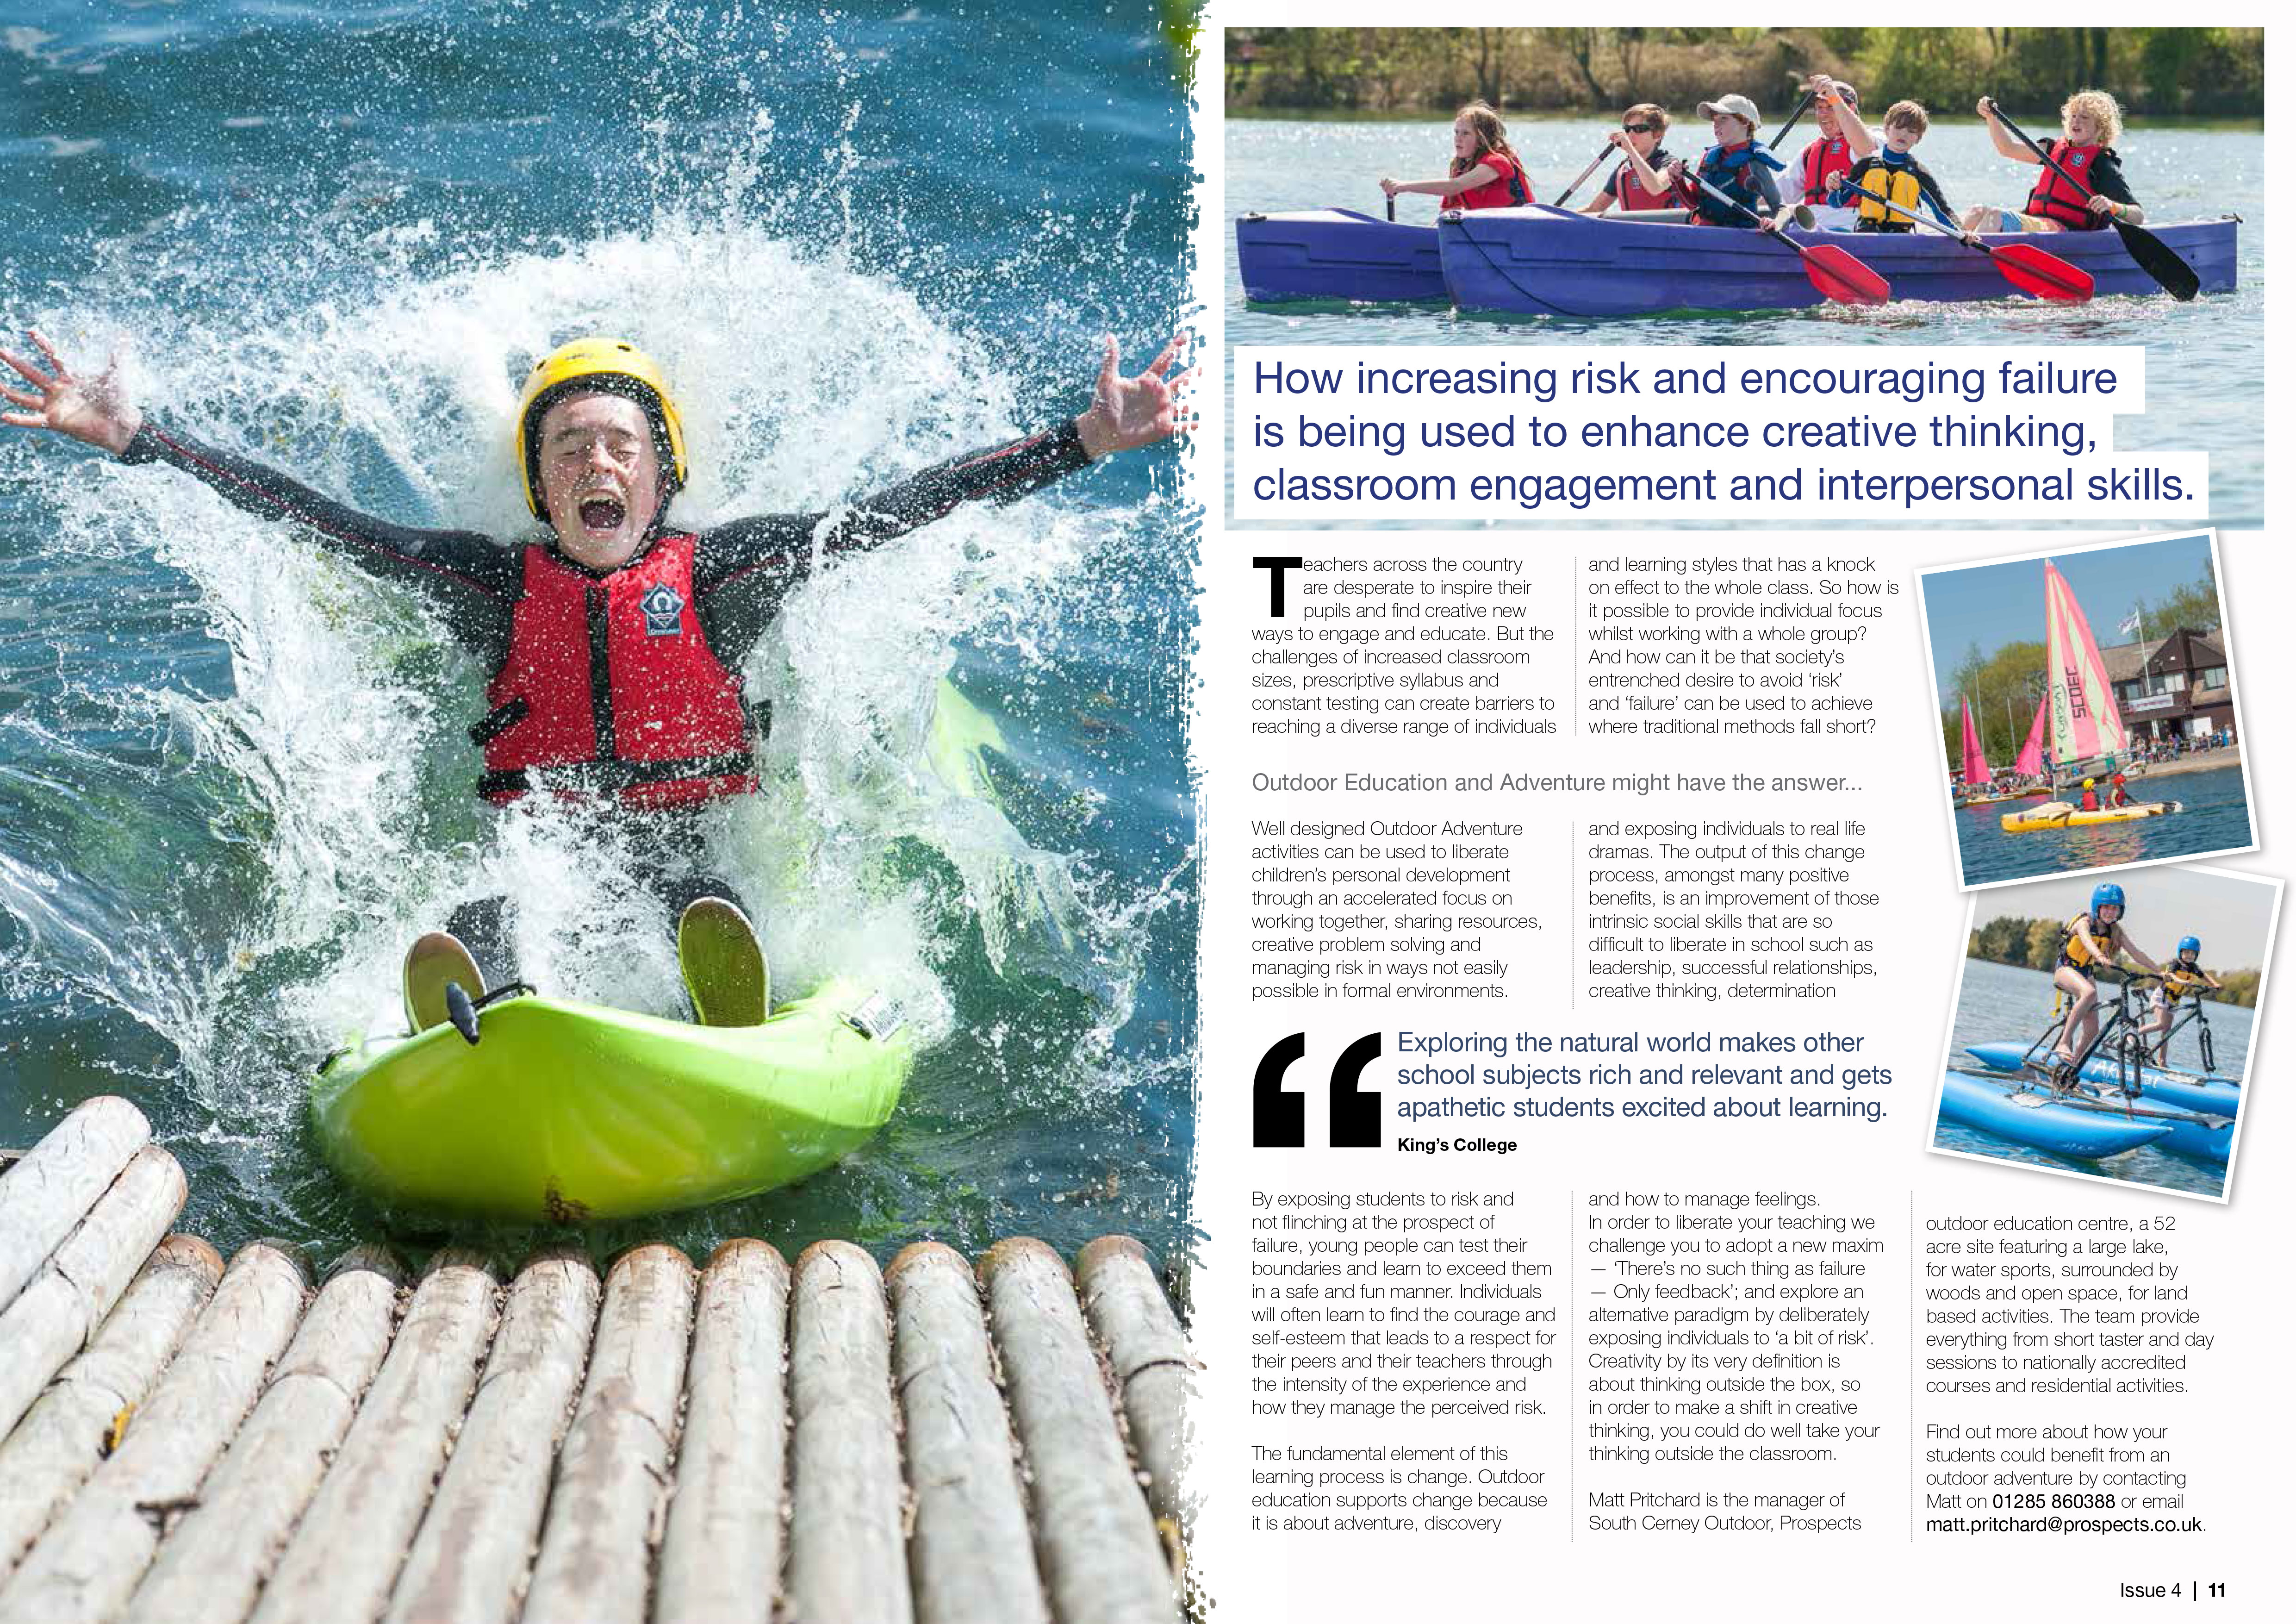 How increasing risk and encouraging failure
is being used to enhance creative thinking,
classroom engagement and interpersonal skills.
Teachers across the country
are desperate to inspire their
pupils and find creative new
ways to engage and educate. But the
challenges of increased classroom
sizes, prescriptive syllabus and
constant testing can create barriers to
reaching a diverse range of individuals
and learning styles that has a knock
on effect to the whole class. So how is
it possible to provide individual focus
whilst working with a whole group?
And how can it be that society's
entrenched desire to avoid 'risk'
and 'failure' can be used to achieve
where traditional methods fall short?
SCOEC
Outdoor Education and Adventure might have the answer...
Well designed Outdoor Adventure
activities can be used to liberate
children's personal development
through an accelerated focus on
working together, sharing resources,
creative problem solving and
managing risk in ways not easily
possible in formal environments.
By exposing students to risk and
not flinching at the prospect of
failure, young people can test their
boundaries and learn to exceed them
in a safe and fun manner. Individuals
will often learn to find the courage and
self-esteem that leads to a respect for
their peers and their teachers through
the intensity of the experience and
how they manage the perceived risk.
The fundamental element of this
learning process is change. Outdoor
education supports change because
it is about adventure, discovery
and exposing individuals to real life
dramas. The output of this change
process, amongst many positive
benefits, is an improvement of those
intrinsic social skills that are so
difficult to liberate in school such as
leadership, successful relationships,
creative thinking, determination
“ Exploring the natural world makes other
school subjects rich and relevant and gets
apathetic students excited about learning.
King's College
and how to manage feelings.
In order to liberate your teaching we
challenge you to adopt a new maxim
— 'There's no such thing as failure
— Only feedback'; and explore an
alternative paradigm by deliberately
exposing individuals to 'a bit of risk'.
Creativity by its very definition is
about thinking outside the box, so
in order to make a shift in creative
thinking, you could do well take your
thinking outside the classroom.
Matt Pritchard is the manager of
South Cerney Outdoor, Prospects
outdoor education centre, a 52
acre site featuring a large lake,
for water sports, surrounded by
woods and open space, for land
based activities. The team provide
everything from short taster and day
sessions to nationally accredited
courses and residential activities.
Find out more about how your
students could benefit from an
outdoor adventure by contacting
Matt on 01285 860388 or email
matt.pritchard@prospects.co.uk.
Issue 4 | 11